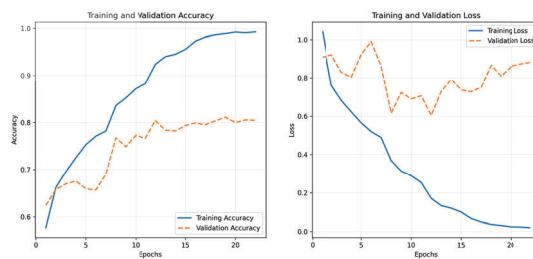 Training and Validation Accuracy
1.0
0.9
0.8
0.7
0.6
0
5
10
15
20
Accuracy
Epochs
Training Accuracy
Validation Accuracy
Training and Validation Loss
1.0
0.8
0.6
0.4
0.2
0.0
0
5
10
15
20
Loss
Epochs
Training Loss
Validation Loss